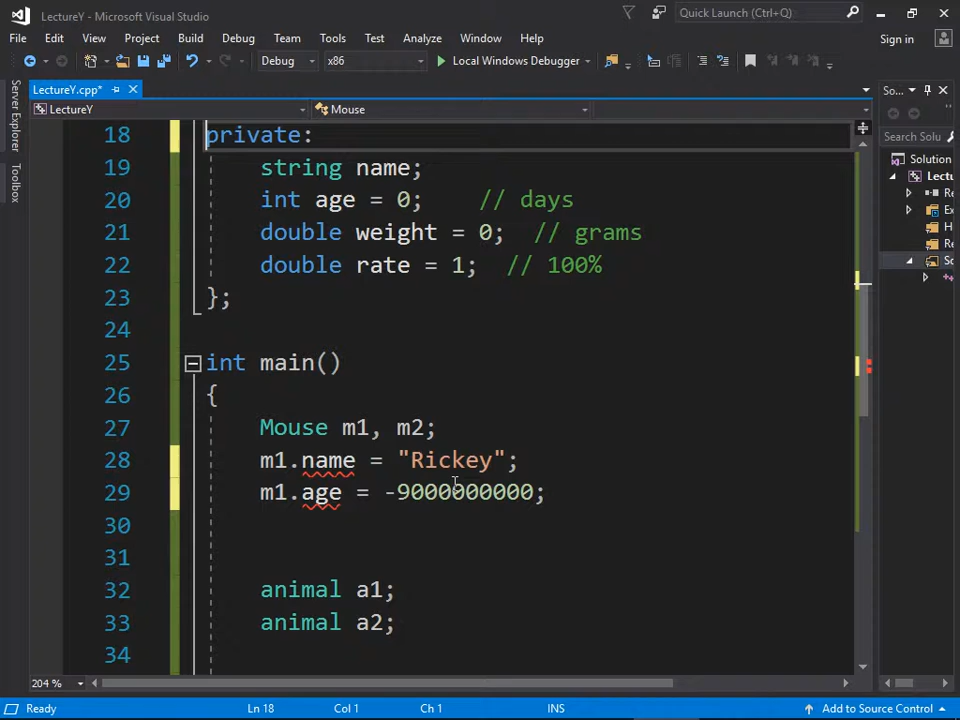 LectureY - Microsoft Visual Studio
Quick Launch (Ctrl+Q)
File Edit View Project Build Debug Team Tools Test Analyze Window Help
Sign in
Debug x86 Local Windows Debugger
LectureY.cpp*
So...
LectureY Mouse
Search Solu
Server Explorer
Toolbox
Solution
Lectu
Re
Ex
H
Re
So
18 private:
19 string name;
20 int age = 0; // days
21 double weight = 0; // grams
22 double rate = 1; // 100%
23 };
24
25 int main()
26 {
27 Mouse m1, m2;
28 m1.name = "Rickey";
29 m1.age = -9000000000;
30
31
32 animal a1;
33 animal a2;
34
204 %
Ready Ln 18 Col 1 Ch 1 INS Add to Source Control